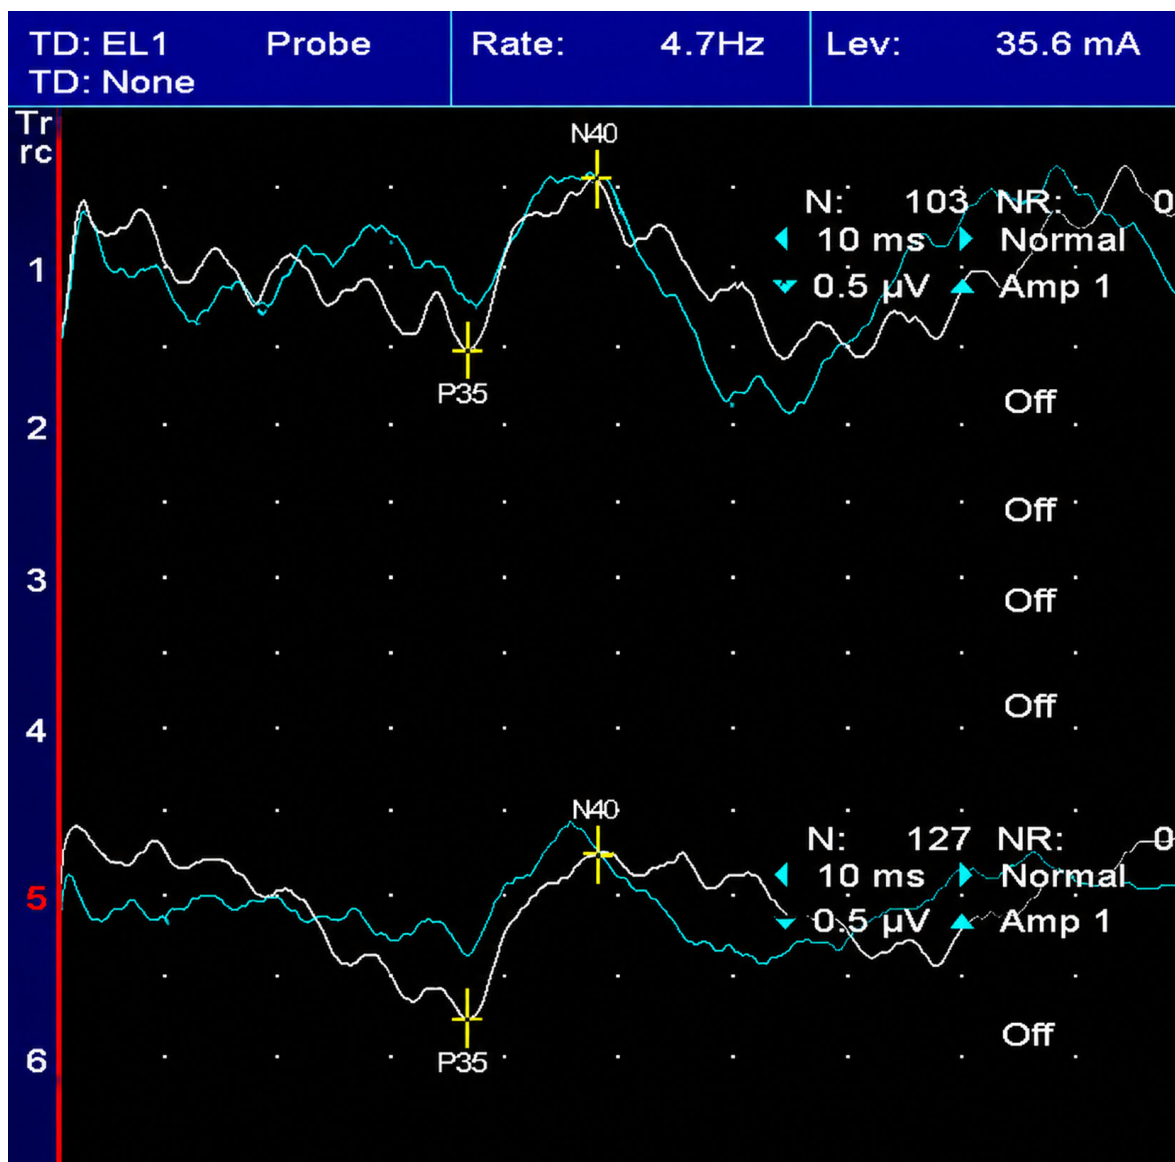 TD: EL1 Probe Rate: 4.7Hz Lev: 35.6 mA
TD: None
Tr
rc
N40
N: 103 NR: 0
1 10 ms Normal
0.5 µV Amp 1
P35
2 Off
Off
3 Off
4 Off
N40
N: 127 NR: 0
10 ms Normal
5 0.5 µV Amp 1
Off
6 P35